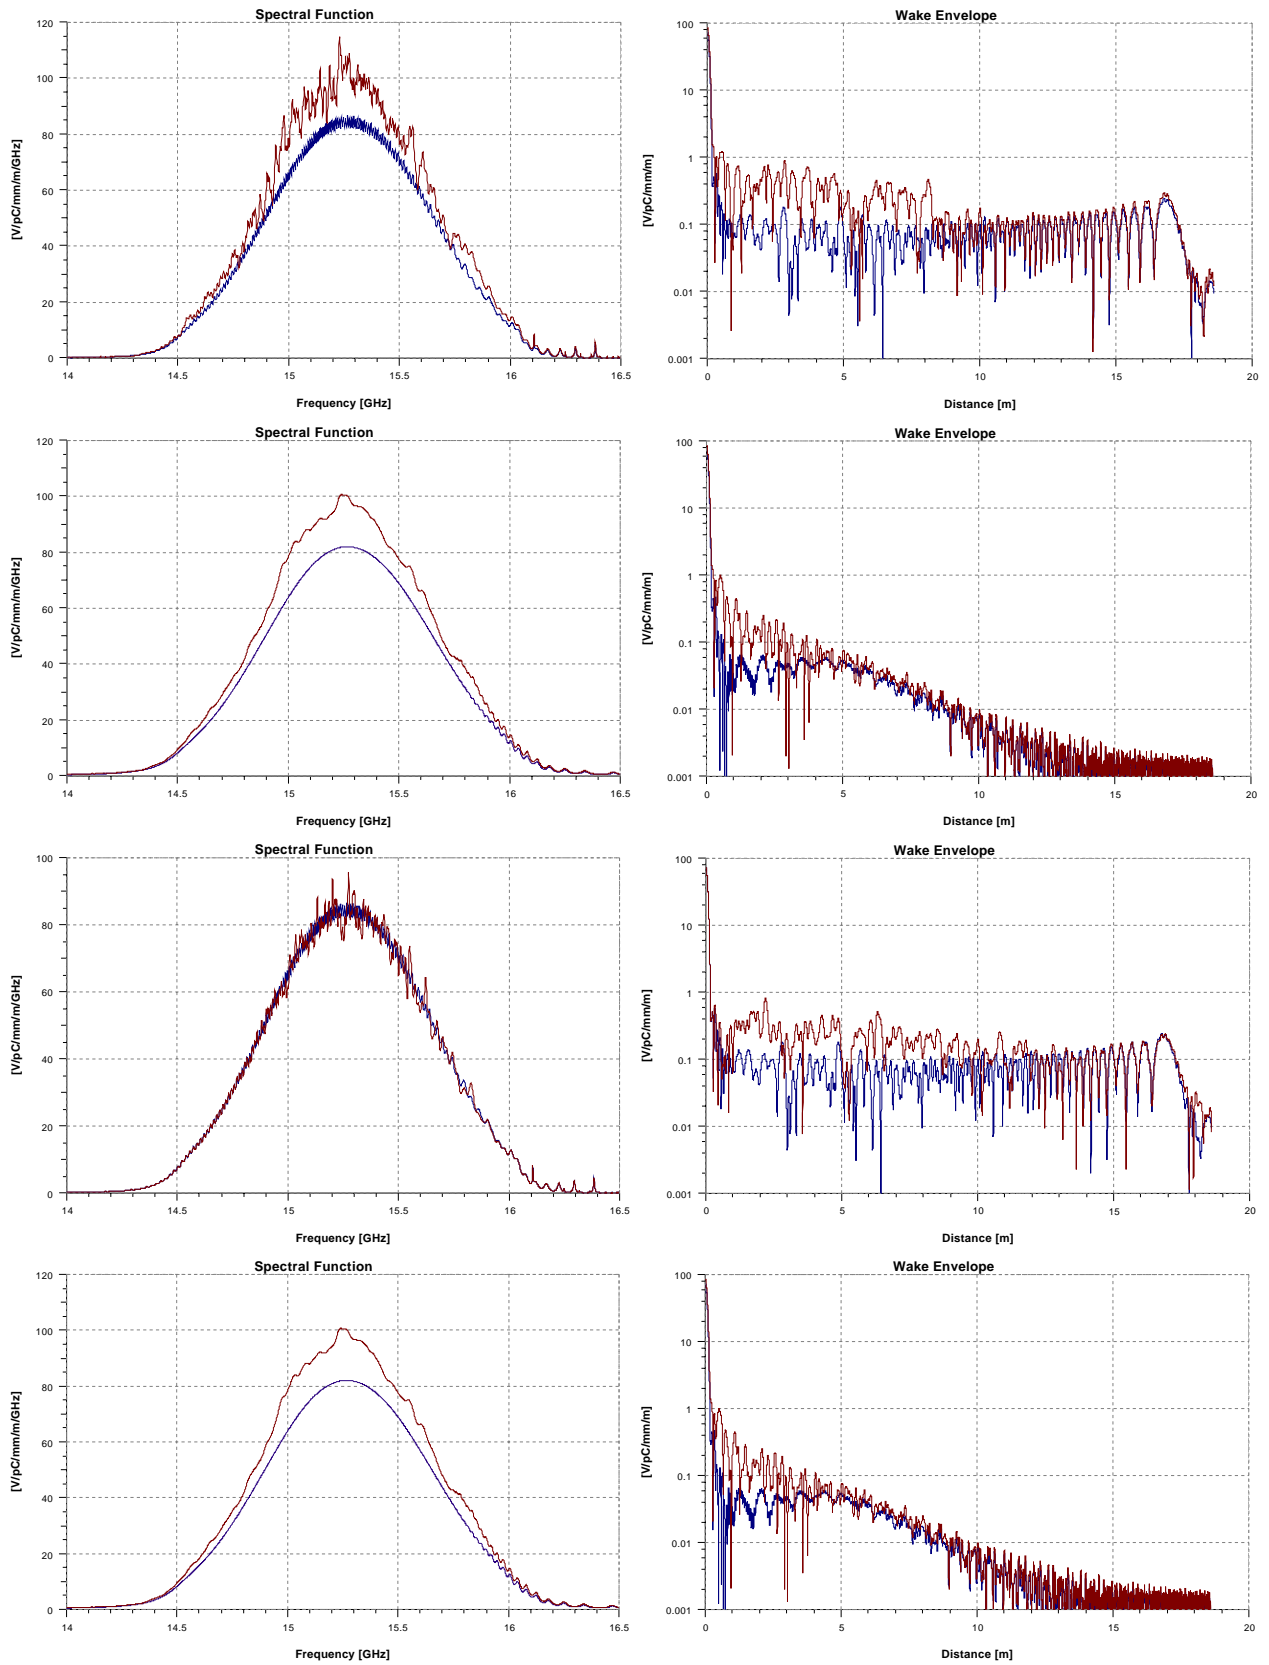 Spectral Function
120
100
80
60
40
20
0
[V/pC/mm/m/GHz]
14 14.5 15 15.5 16 16.5
Frequency [GHz]
Wake Envelope
100
10
1
0.1
0.01
0.001
[V/pC/mm/m]
0 5 10 15 20
Distance [m]
Spectral Function
120
100
80
60
40
20
0
[V/pC/mm/m/GHz]
14 14.5 15 15.5 16 16.5
Frequency [GHz]
Wake Envelope
100
10
1
0.1
0.01
0.001
[V/pC/mm/m]
0 5 10 15 20
Distance [m]
Spectral Function
100
80
60
40
20
0
[V/pC/mm/m/GHz]
14 14.5 15 15.5 16 16.5
Frequency [GHz]
Wake Envelope
100
10
1
0.1
0.01
0.001
[V/pC/mm/m]
0 5 10 15 20
Distance [m]
Spectral Function
120
100
80
60
40
20
0
[V/pC/mm/m/GHz]
14 14.5 15 15.5 16 16.5
Frequency [GHz]
Wake Envelope
100
10
1
0.1
0.01
0.001
[V/pC/mm/m]
0 5 10 15 20
Distance [m]